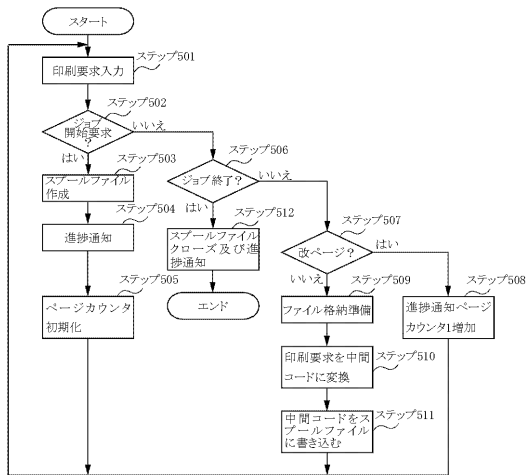 スタート
ステップ501
印刷要求入力
ステップ502
ジョブ
開始要求
?
いいえ
はい
ステップ503
スプールファイル
作成
ステップ504
進捗通知
ステップ505
ページカウンタ
初期化
ステップ506
ジョブ終了?
いいえ
はい
ステップ512
スプールファイル
クローズ及び進
捗通知
エンド
ステップ507
改ページ?
はい
いいえ
ステップ509
ファイル格納準備
ステップ508
進捗通知ページ
カウンタ1増加
ステップ510
印刷要求を中間
コードに変換
ステップ511
中間コードをス
プールファイル
に書き込む